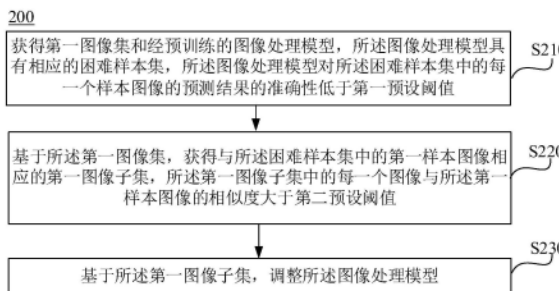 200
获得第一图像集和经预训练的图像处理模型，所述图像处理模型具
有相应的困难样本集，所述图像处理模型对所述困难样本集中的每
一个样本图像的预测结果的准确性低于第一预设阈值
S210
基于所述第一图像集，获得与所述困难样本集中的第一样本图像相
应的第一图像子集，所述第一图像子集中的每一个图像与所述第一
样本图像的相似度大于第二预设阈值
S220
基于所述第一图像子集，调整所述图像处理模型
S230